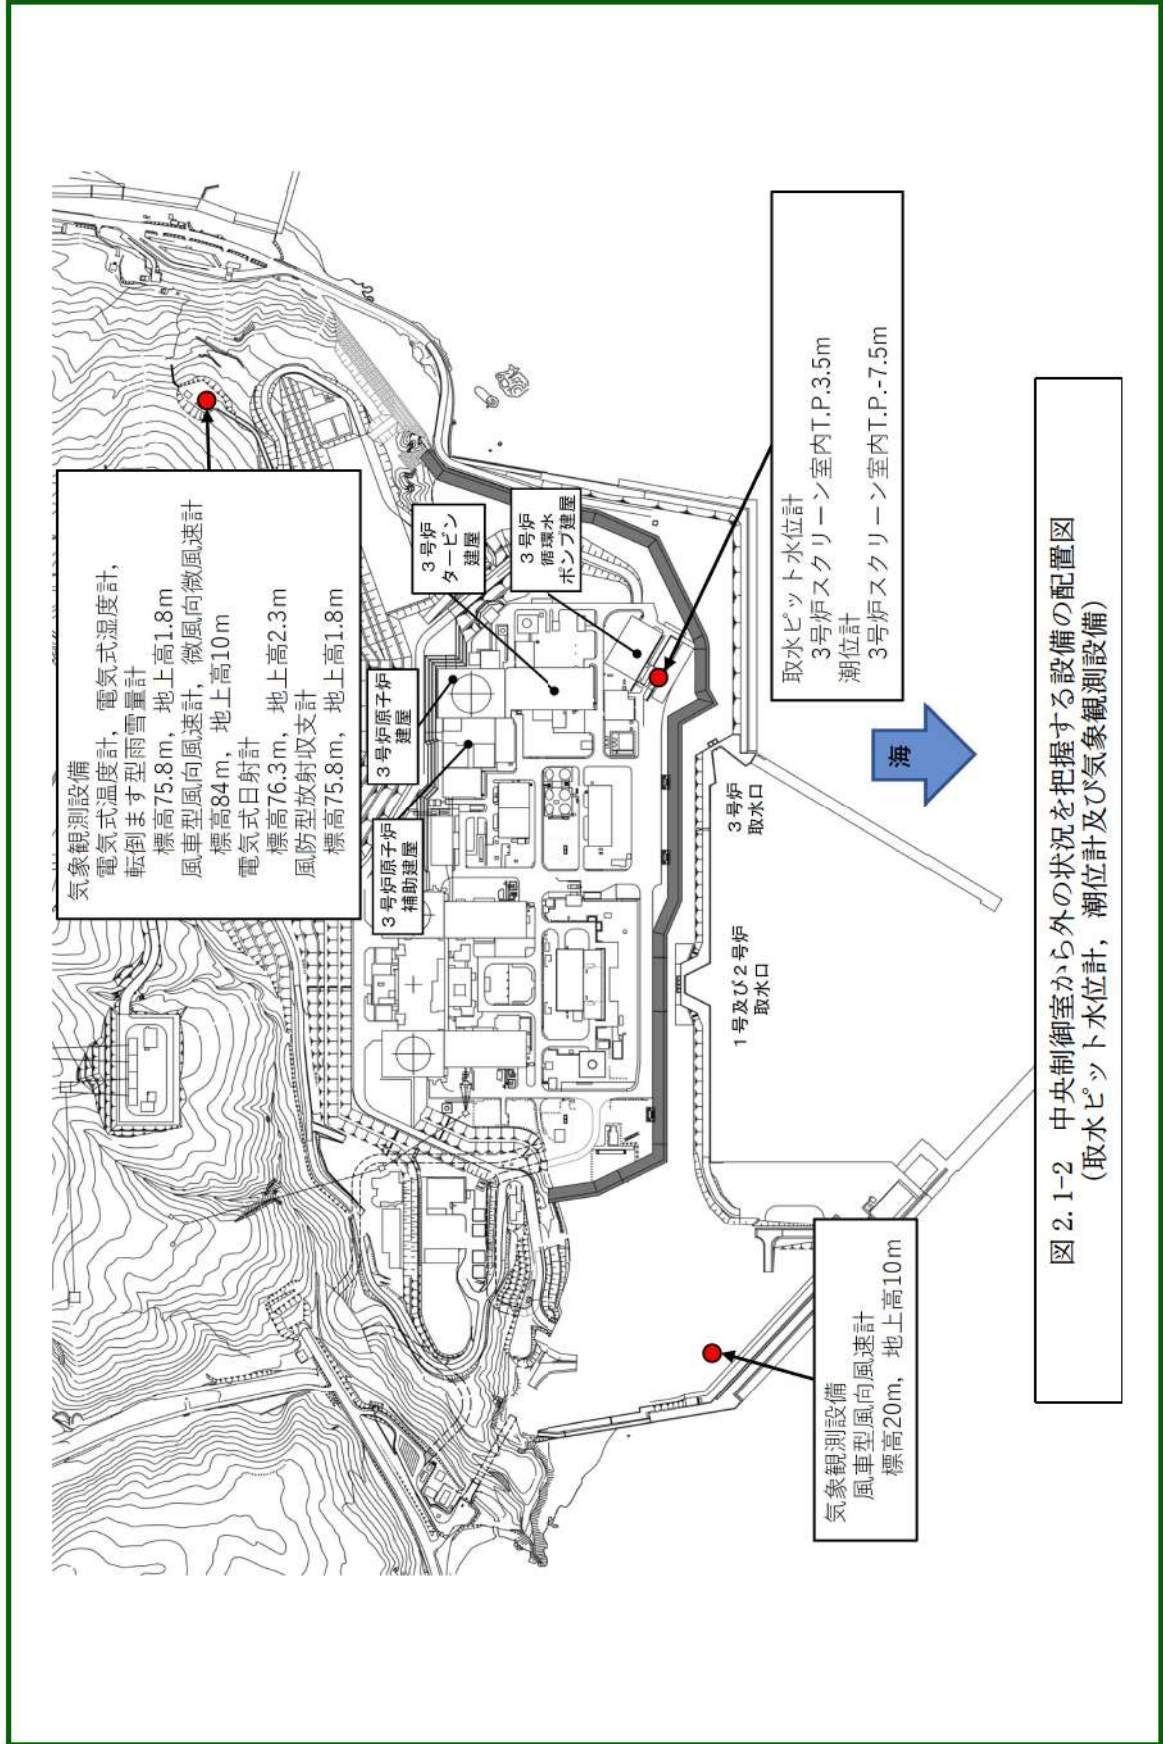 気象観測設備
電気式温度計，電気式湿度計，
転倒ます型雨雪量計
標高75.8m，地上高1.8m
風車型風向風速計，微風向微風速計
標高84m，地上高10m
電気式日射計
標高76.3m，地上高2.3m
風防型放射収支計
標高75.8m，地上高1.8m
3号炉原子炉
補助建屋
3号炉原子炉
建屋
3号炉
タービン
建屋
3号炉
循環水
ポンプ建屋
1号及び2号炉
取水口
3号炉
取水口
取水ピット水位計
3号炉スクリーン室内T.P.3.5m
潮位計
3号炉スクリーン室内T.P.-7.5m
海
気象観測設備
風車型風向風速計
標高20m，地上高10m
図 2.1-2　中央制御室から外の状況を把握する設備の配置図
(取水ピット水位計，潮位計及び気象観測設備)